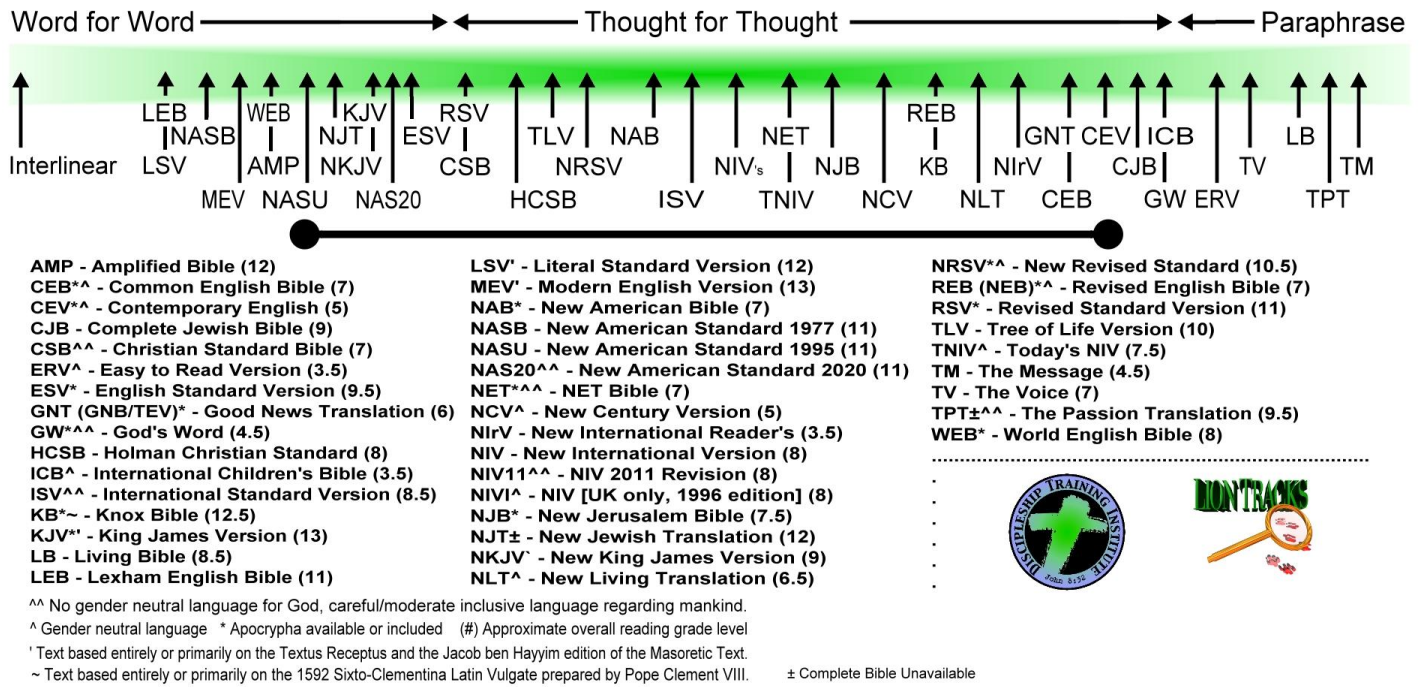 Word for Word Thought for Thought Paraphrase
LEB WEB KJV RSV REB
NASB NJT ESV TLV NAB NET GNT CEV ICB LB
Interlinear LSV AMP NKJV CSB NRSV NIV's NJB KB NIrV CJB TV TM
MEV NASU NAS20 HCSB ISV TNIV NCV NLT CEB GW ERV TPT
AMP - Amplified Bible (12)
CEB*^ - Common English Bible (7)
CEV*^ - Contemporary English (5)
CJB - Complete Jewish Bible (9)
CSB^^ - Christian Standard Bible (7)
ERV^ - Easy to Read Version (3.5)
ESV* - English Standard Version (9.5)
GNT (GNB/TEV)* - Good News Translation (6)
GW*^^ - God's Word (4.5)
HCSB - Holman Christian Standard (8)
ICB^ - International Children's Bible (3.5)
ISV^^ - International Standard Version (8.5)
KB*~ - Knox Bible (12.5)
KJV*' - King James Version (13)
LB - Living Bible (8.5)
LEB - Lexham English Bible (11)
LSV' - Literal Standard Version (12)
MEV' - Modern English Version (13)
NAB* - New American Bible (7)
NASB - New American Standard 1977 (11)
NASU - New American Standard 1995 (11)
NAS20^^ - New American Standard 2020 (11)
NET*^^ - NET Bible (7)
NCV^ - New Century Version (5)
NIrV - New International Reader's (3.5)
NIV - New International Version (8)
NIV11^^ - NIV 2011 Revision (8)
NIVI^ - NIV [UK only, 1996 edition] (8)
NJB* - New Jerusalem Bible (7.5)
NJT± - New Jewish Translation (12)
NKJV` - New King James Version (9)
NLT^ - New Living Translation (6.5)
NRSV*^ - New Revised Standard (10.5)
REB (NEB)*^ - Revised English Bible (7)
RSV* - Revised Standard Version (11)
TLV - Tree of Life Version (10)
TNIV^ - Today's NIV (7.5)
TM - The Message (4.5)
TV - The Voice (7)
TPT±^^ - The Passion Translation (9.5)
WEB* - World English Bible (8)
DISCIPLESHIP TRAINING INSTITUTE
John 8:32
LION TRACKS
^^ No gender neutral language for God, careful/moderate inclusive language regarding mankind.
^ Gender neutral language * Apocrypha available or included (#) Approximate overall reading grade level
' Text based entirely or primarily on the Textus Receptus and the Jacob ben Hayyim edition of the Masoretic Text.
~ Text based entirely or primarily on the 1592 Sixto-Clementina Latin Vulgate prepared by Pope Clement VIII. ± Complete Bible Unavailable